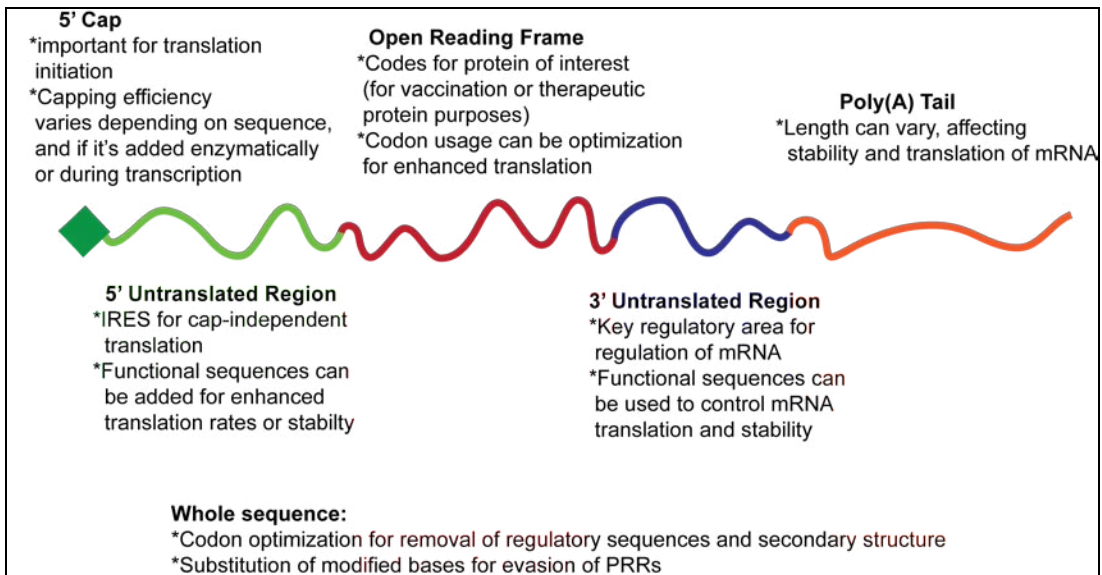 5’ Cap
*important for translation
initiation
*Capping efficiency
varies depending on sequence,
and if it’s added enzymatically
or during transcription
Open Reading Frame
*Codes for protein of interest
(for vaccination or therapeutic
protein purposes)
*Codon usage can be optimization
for enhanced translation
Poly(A) Tail
*Length can vary, affecting
stability and translation of mRNA
5’ Untranslated Region
*IRES for cap-independent
translation
*Functional sequences can
be added for enhanced
translation rates or stabilty
3’ Untranslated Region
*Key regulatory area for
regulation of mRNA
*Functional sequences can
be used to control mRNA
translation and stability
Whole sequence:
*Codon optimization for removal of regulatory sequences and secondary structure
*Substitution of modified bases for evasion of PRRs